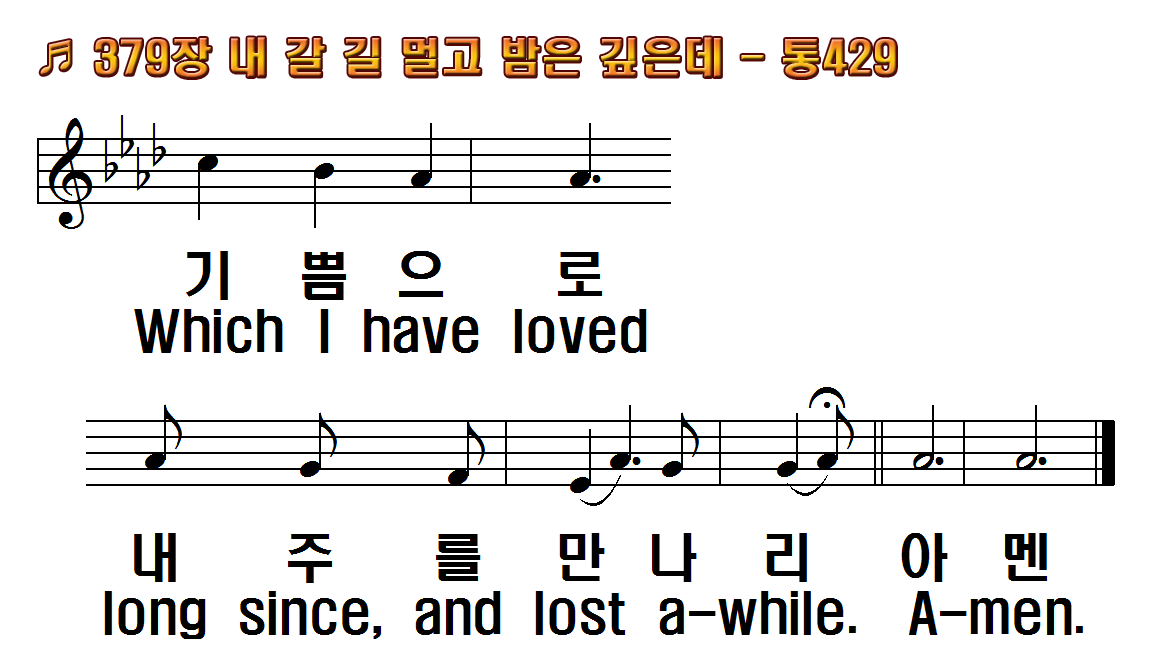 ♬ 379장 내 갈 길 멀고 밤은 깊은데 - 통429
기 쁨 으 로
Which I have loved
내 주 를 만 나 리 아 멘
long since, and lost a-while. A-men.